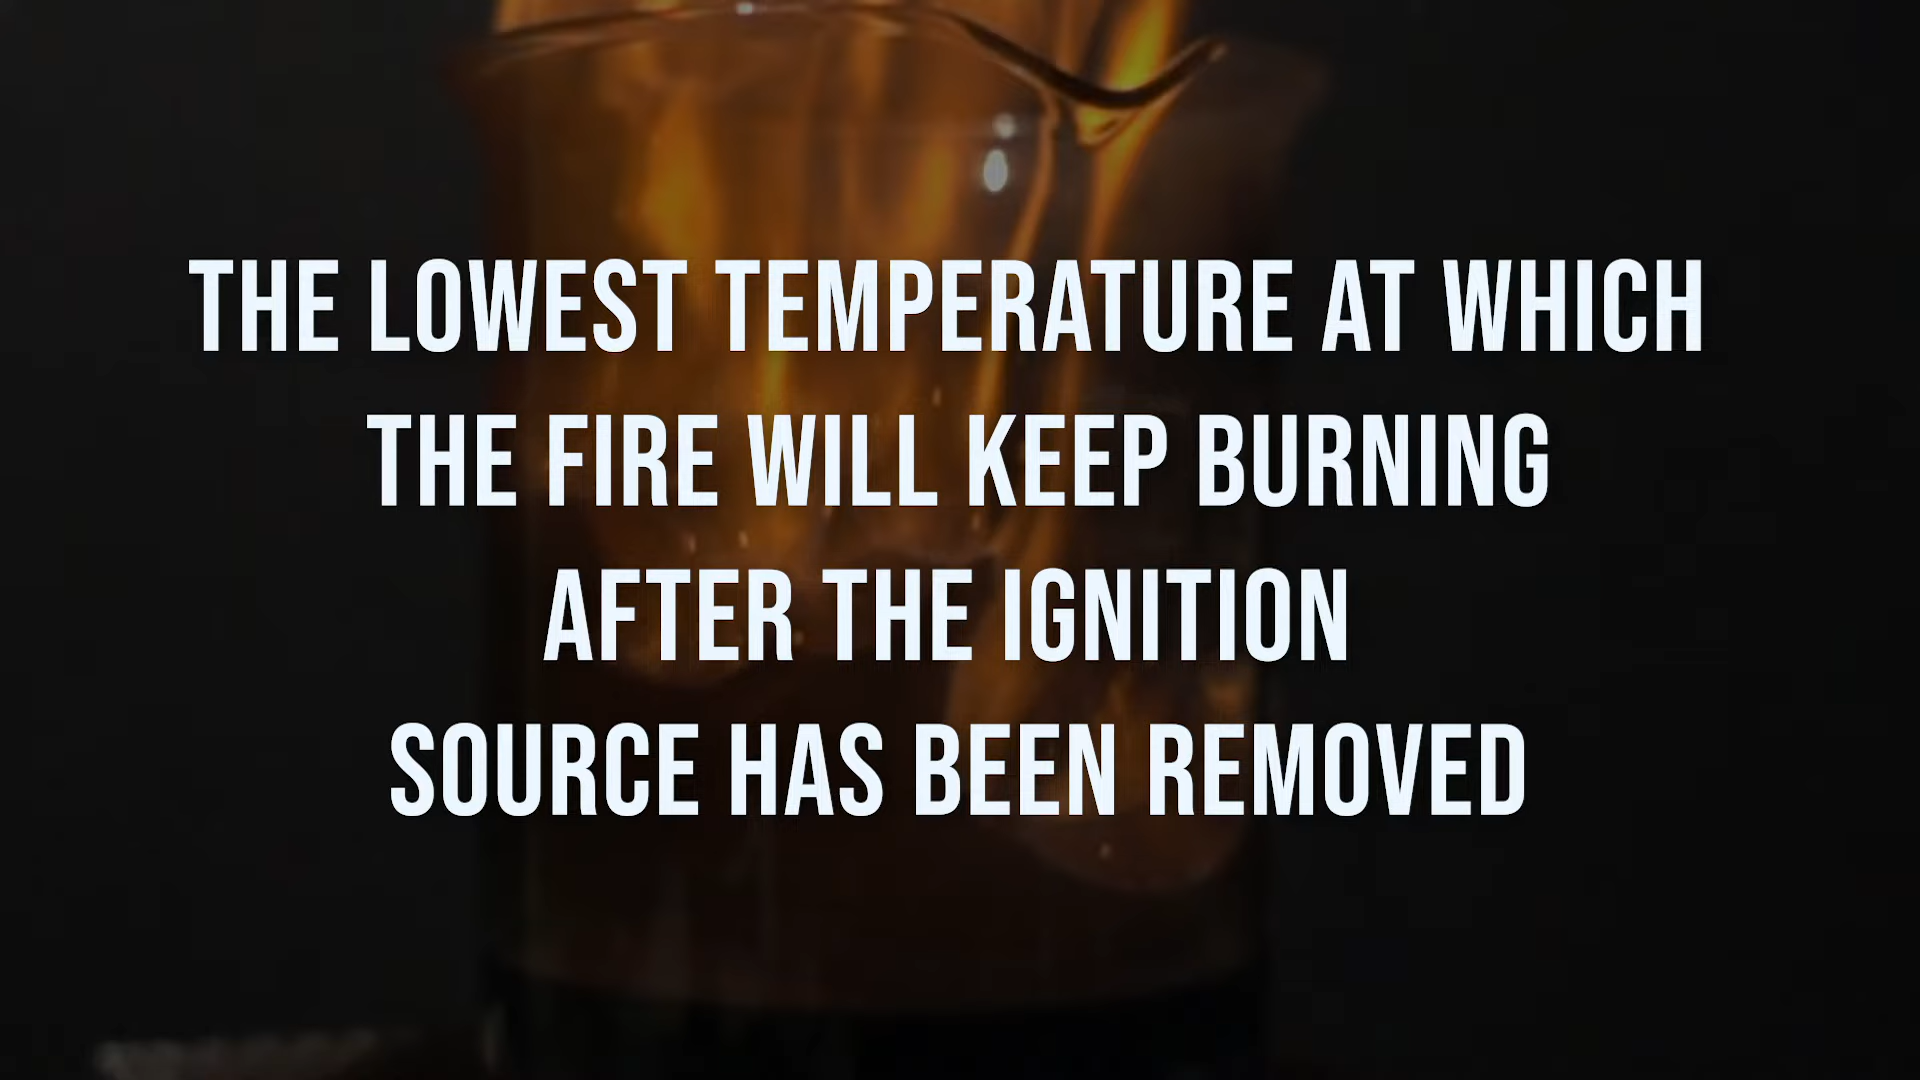 THE LOWEST TEMPERATURE AT WHICH
THE FIRE WILL KEEP BURNING
AFTER THE IGNITION
SOURCE HAS BEEN REMOVED